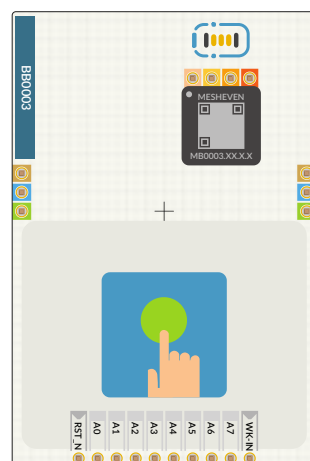 BB0003
MESHEVEN
MB0003.XX.X.X
RST_N
A0
A1
A2
A3
A4
A5
A6
A7
WK-IN